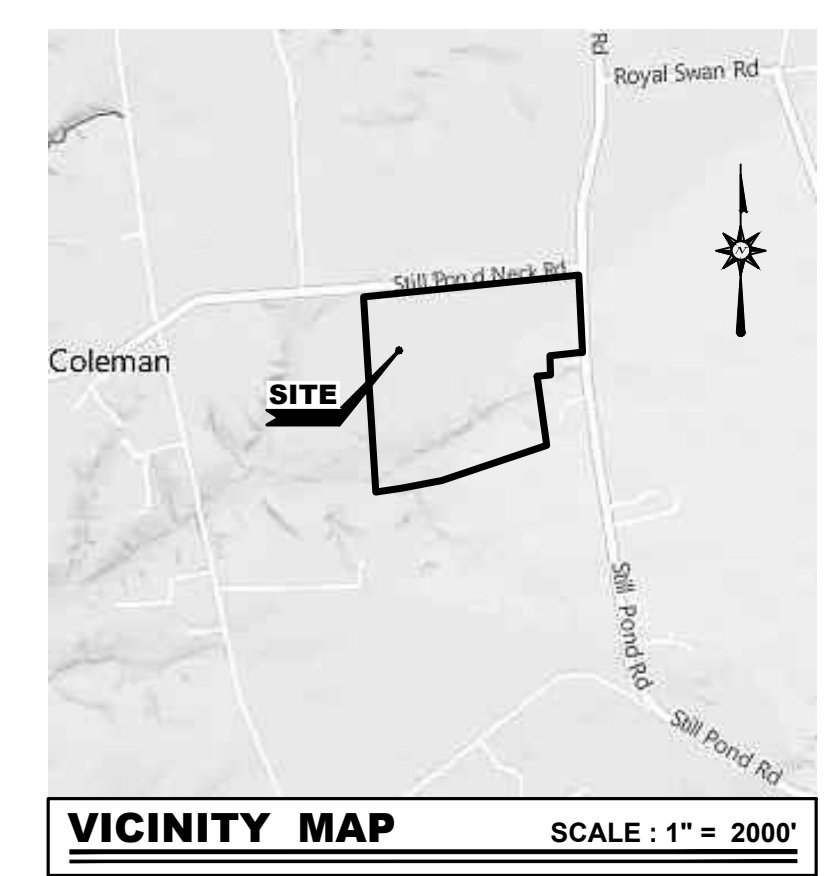 Rd
Royal Swan Rd
Still Pond Neck Rd
N
Coleman
SITE
Still Pond Rd
Still Pond Rd
VICINITY MAP
SCALE : 1" = 2000'